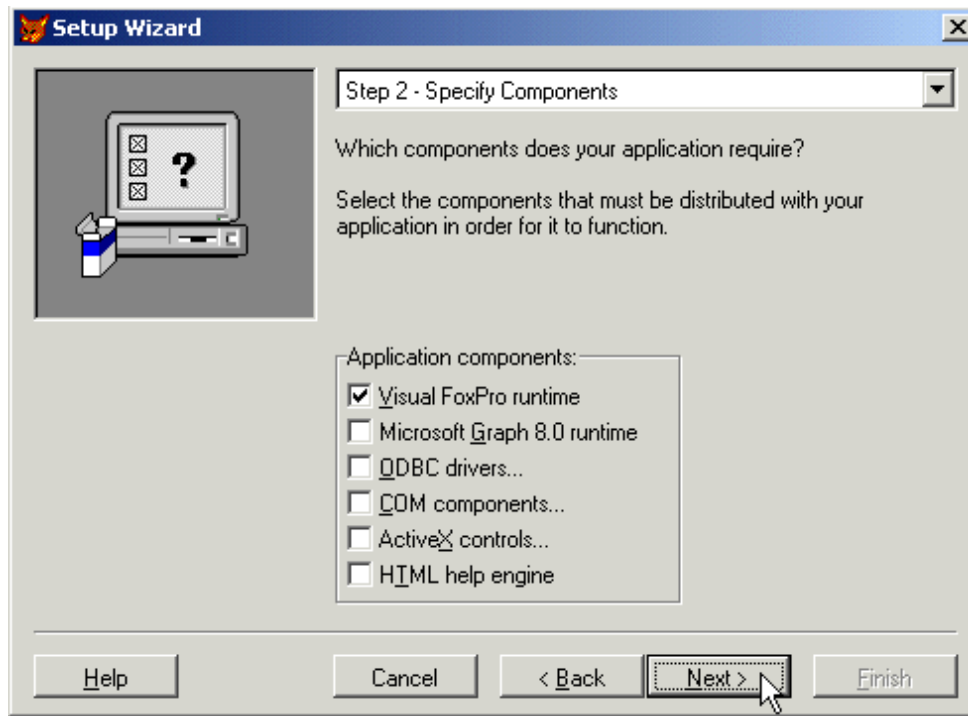 Setup Wizard
Step 2 - Specify Components
Which components does your application require?
Select the components that must be distributed with your
application in order for it to function.
Application components:
Visual FoxPro runtime
Microsoft Graph 8.0 runtime
ODBC drivers...
COM components...
ActiveX controls...
HTML help engine
Help Cancel < Back Next > Finish
?